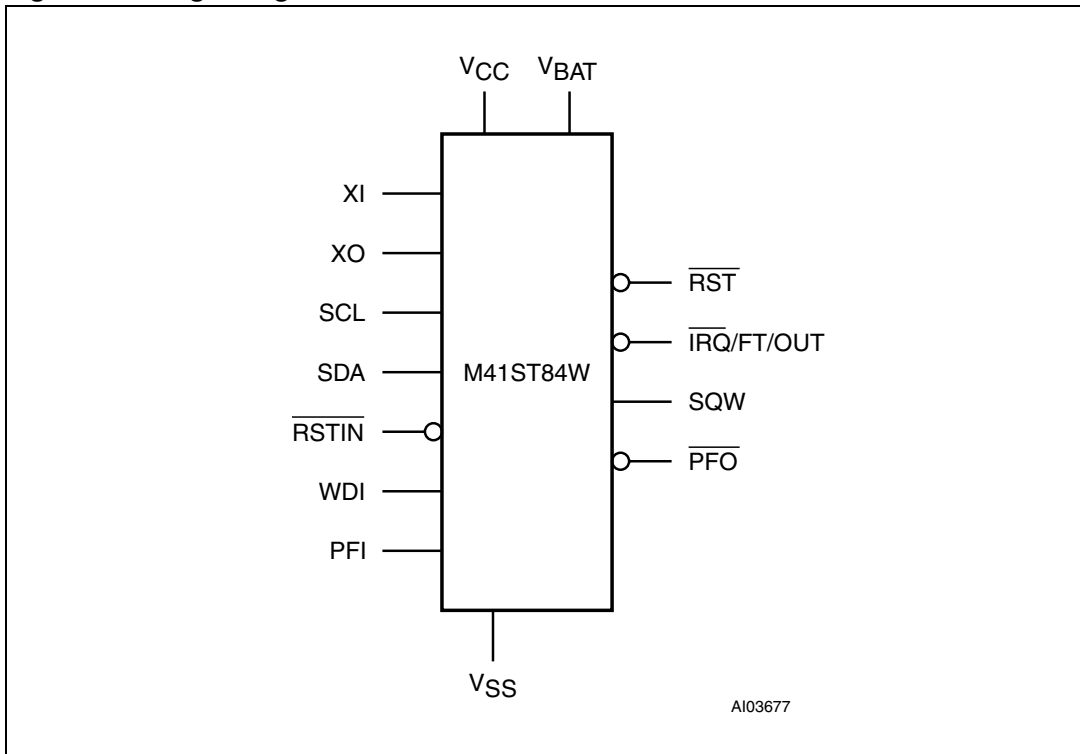 VCC VBAT
XI
XO
SCL
SDA
RSTIN
WDI
PFI
M41ST84W
RST
IRQ/FT/OUT
SQW
PFO
VSS
AI03677